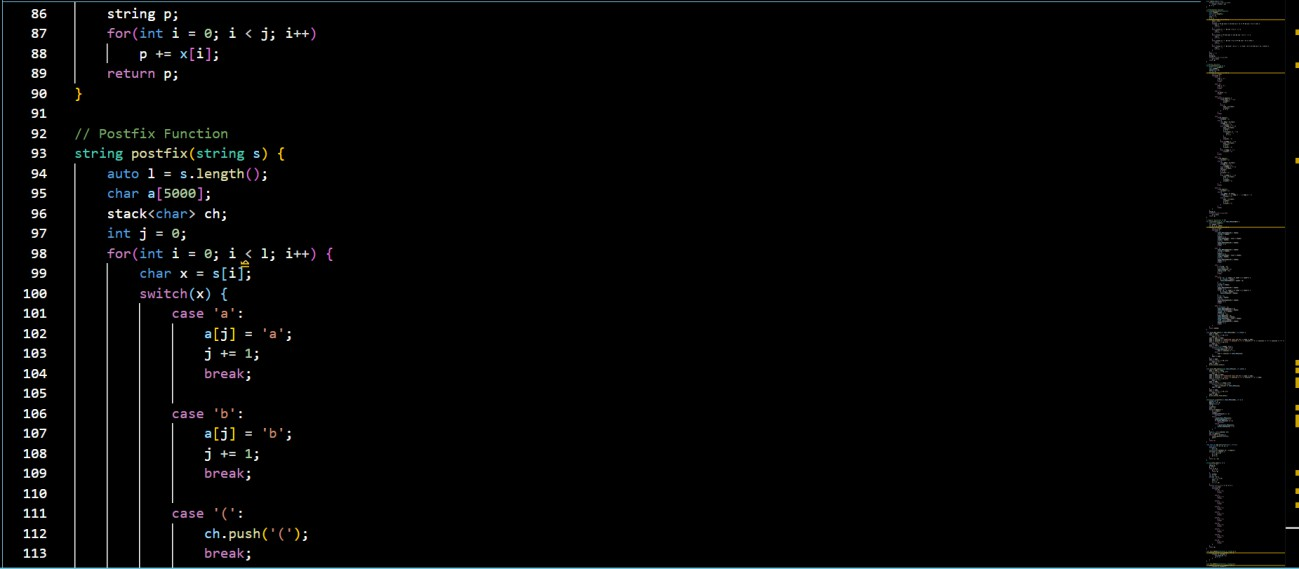 86 string p;
87 for(int i = 0; i < j; i++)
88 p += x[i];
89 return p;
90 }
91
92 // Postfix Function
93 string postfix(string s) {
94 auto l = s.length();
95 char a[5000];
96 stack<char> ch;
97 int j = 0;
98 for(int i = 0; i < l; i++) {
99 char x = s[i];
100 switch(x) {
101 case 'a':
102 a[j] = 'a';
103 j += 1;
104 break;
105
106 case 'b':
107 a[j] = 'b';
108 j += 1;
109 break;
110
111 case '(':
112 ch.push('(');
113 break;